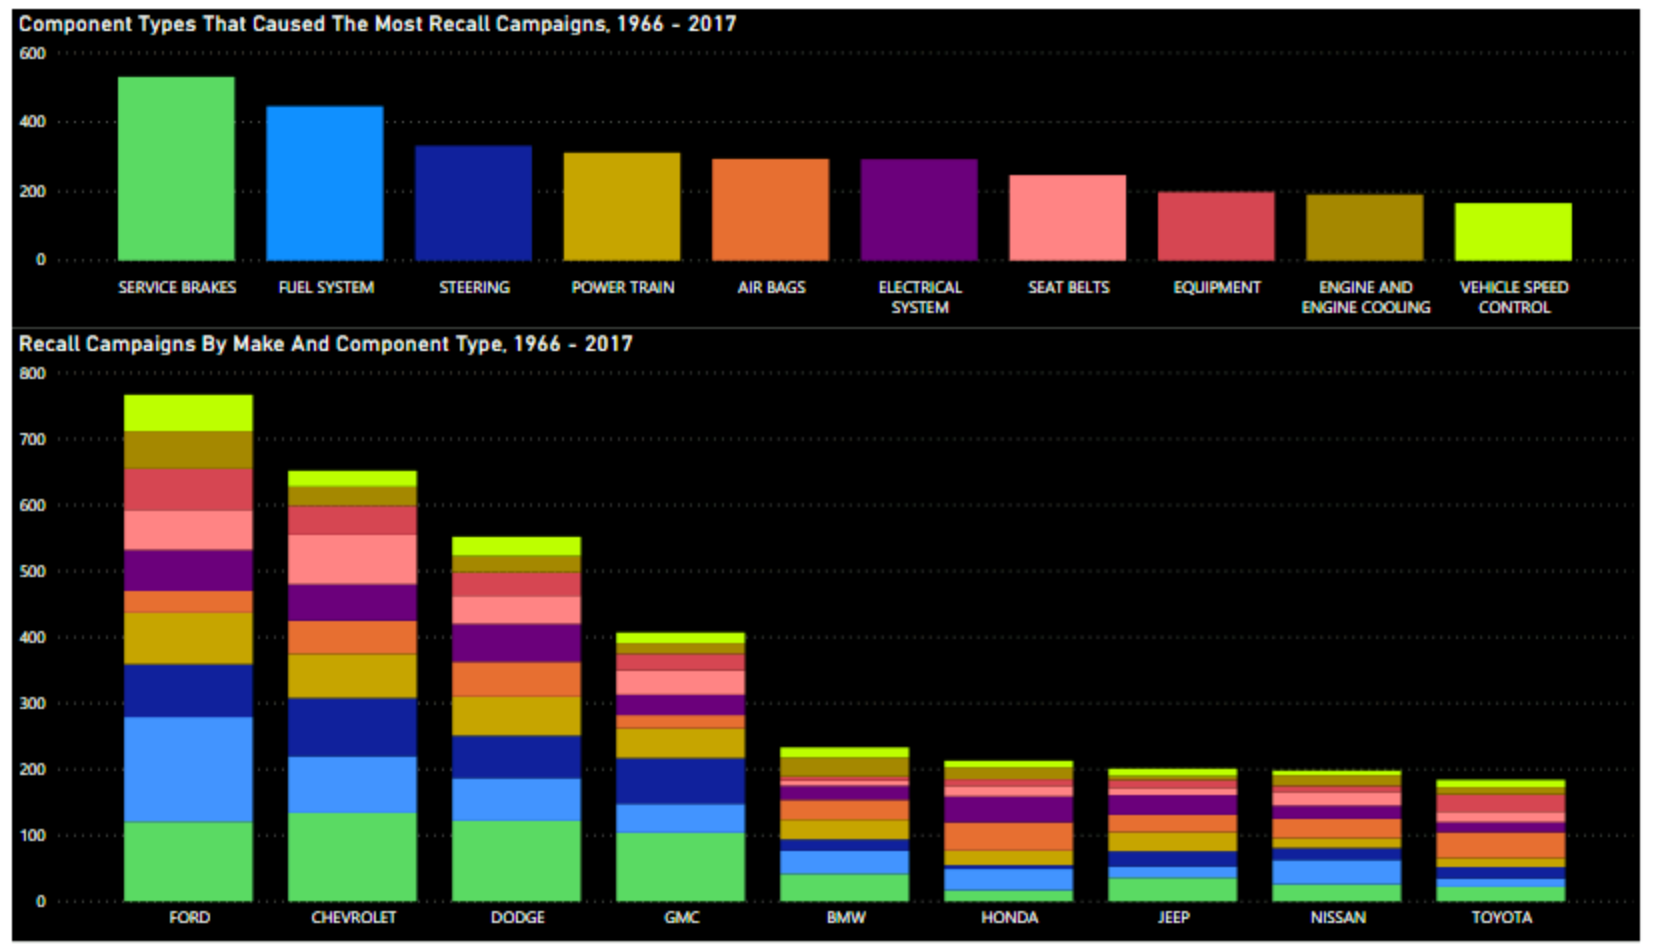 Component Types That Caused The Most Recall Campaigns, 1966 - 2017
600
400
200
0
SERVICE BRAKES
FUEL SYSTEM
STEERING
POWER TRAIN
AIR BAGS
ELECTRICAL
SYSTEM
SEAT BELTS
EQUIPMENT
ENGINE AND
ENGINE COOLING
VEHICLE SPEED
CONTROL
Recall Campaigns By Make And Component Type, 1966 - 2017
800
700
600
500
400
300
200
100
0
FORD
CHEVROLET
DODGE
GMC
BMW
HONDA
JEEP
NISSAN
TOYOTA